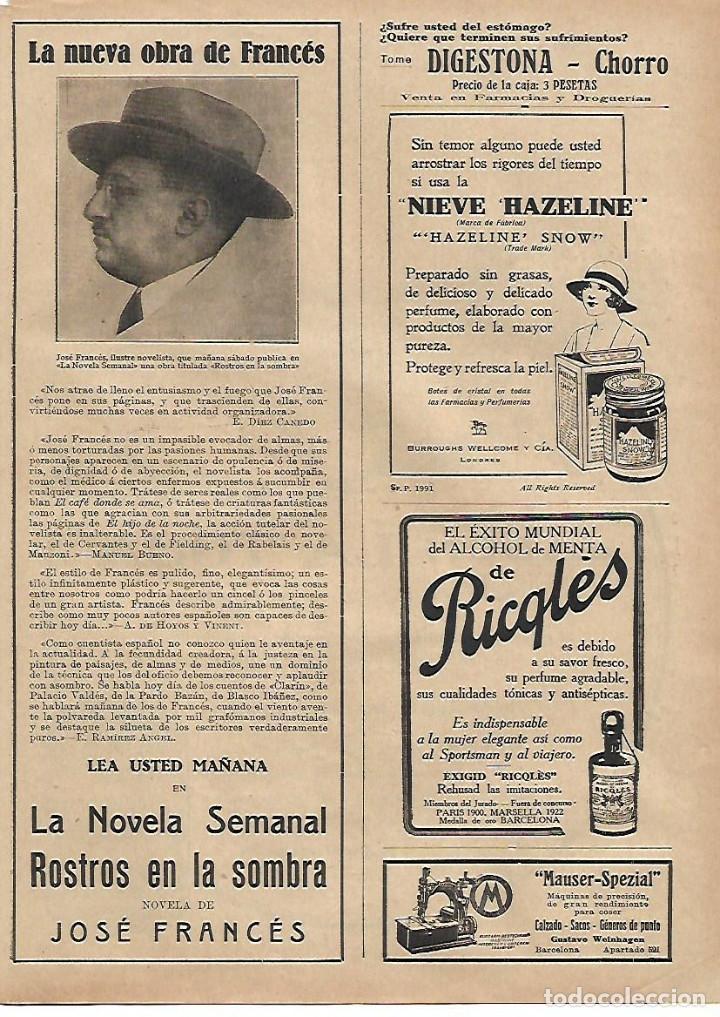 La nueva obra de Francés
José Francés, ilustre novelista, que mañana sábado publica en
«La Novela Semanal» una obra titulada «Rostros en la sombra»
«Nos atrae de lleno el entusiasmo y el fuego que José Fran-
cés pone en sus páginas, y que trascienden de ellas, con-
virtiéndose muchas veces en actividad organizadora.»
E. Díez Canedo
«José Francés no es un impasible evocador de almas, más
ó menos torturadas por las pasiones humanas. Desde que sus
personajes aparecen en un escenario de opulencia ó de mise-
ria, de dignidad ó de abyección, el novelista los acompaña,
como el médico á ciertos enfermos expuestos á sucumbir en
cualquier momento. Trátese de seres reales como los que pue-
blan El café donde se ama, ó trátese de criaturas fantásticas
como las que agracian con sus arbitrariedades pasionales
las páginas de El hijo de la noche, la acción tutelar del no-
velista es inalterable. Es el procedimiento clásico de nove-
lar, el de Cervantes y el de Fielding, el de Rabelais y el de
Manzoni.»—Manuel Bueno.
«El estilo de Francés es pulido, fino, elegantísimo; un es-
tilo infinitamente plástico y sugerente, que evoca las cosas
entre nosotros como podría hacerlo un cincel ó los pinceles
de un gran artista. Francés describe admirablemente; des-
cribe como muy pocos autores españoles son capaces de des-
cribir hoy día...»—A. de Hoyos y Vinent.
«Como cuentista español no conozco quien le aventaje en
la actualidad. A la fecundidad creadora, á la justeza en la
pintura de paisajes, de almas y de medios, une un dominio
de la técnica que los del oficio debemos reconocer y aplaudir
con asombro. Se habla hoy día de los cuentos de «Clarín», de
Palacio Valdés, de la Pardo Bazán, de Blasco Ibáñez, como
se hablará mañana de los de Francés, cuando el viento aven-
te la polvareda levantada por mil grafómanos industriales
y se destaque la silueta de los escritores verdaderamente
puros.»—E. Ramírez Angel.
LEA USTED MAÑANA
EN
La Novela Semanal
Rostros en la sombra
NOVELA DE
JOSÉ FRANCÉS
¿Sufre usted del estómago?
¿Quiere que terminen sus sufrimientos?
Tome DIGESTONA - Chorro
Precio de la caja: 3 PESETAS
Venta en Farmacias y Droguerías
Sin temor alguno puede usted
arrostrar los rigores del tiempo
si usa la
"NIEVE 'HAZELINE'"
(Marca de Fábrica)
"'HAZELINE' SNOW"
(Trade Mark)
Preparado sin grasas,
de delicioso y delicado
perfume, elaborado con
productos de la mayor
pureza.
Protege y refresca la piel.
Botes de cristal en todas
las Farmacias y Perfumerías
HAZELINE
SNOW
Burroughs Wellcome y Cía.
Londres
Sp. P. 1991 All Rights Reserved
EL ÉXITO MUNDIAL
del ALCOHOL de MENTA
de
Ricqlès
es debido
a su savor fresco,
su perfume agradable,
sus cualidades tónicas y antisépticas.
Es indispensable
a la mujer elegante así como
al Sportsman y al viajero.
EXIGID "RICQLÈS"
Rehusad las imitaciones.
Miembros del Jurado — Fuera de concurso
PARIS 1900, MARSELLA 1922
Medalla de oro BARCELONA
RICQLÈS
"Mauser-Spezial"
Máquinas de precisión,
de gran rendimiento
para coser
Calzado - Sacos - Géneros de punto
Gustavo Weinhagen
Barcelona Apartado 521
M
todocoleccion.net